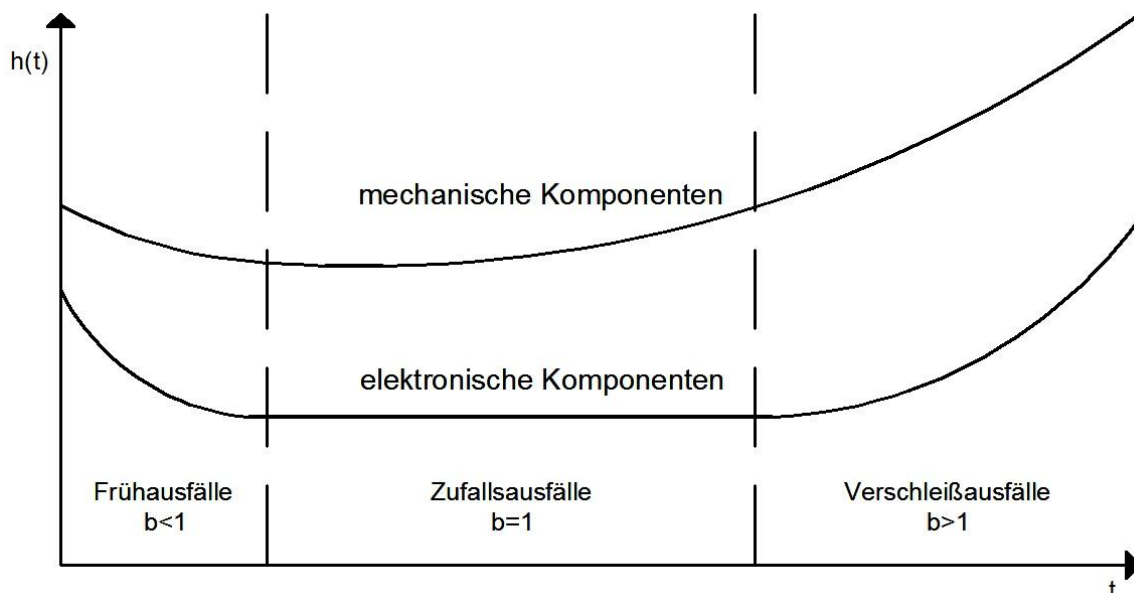 h(t)
mechanische Komponenten
elektronische Komponenten
Frühausfälle
b<1
Zufallsausfälle
b=1
Verschleißausfälle
b>1
t